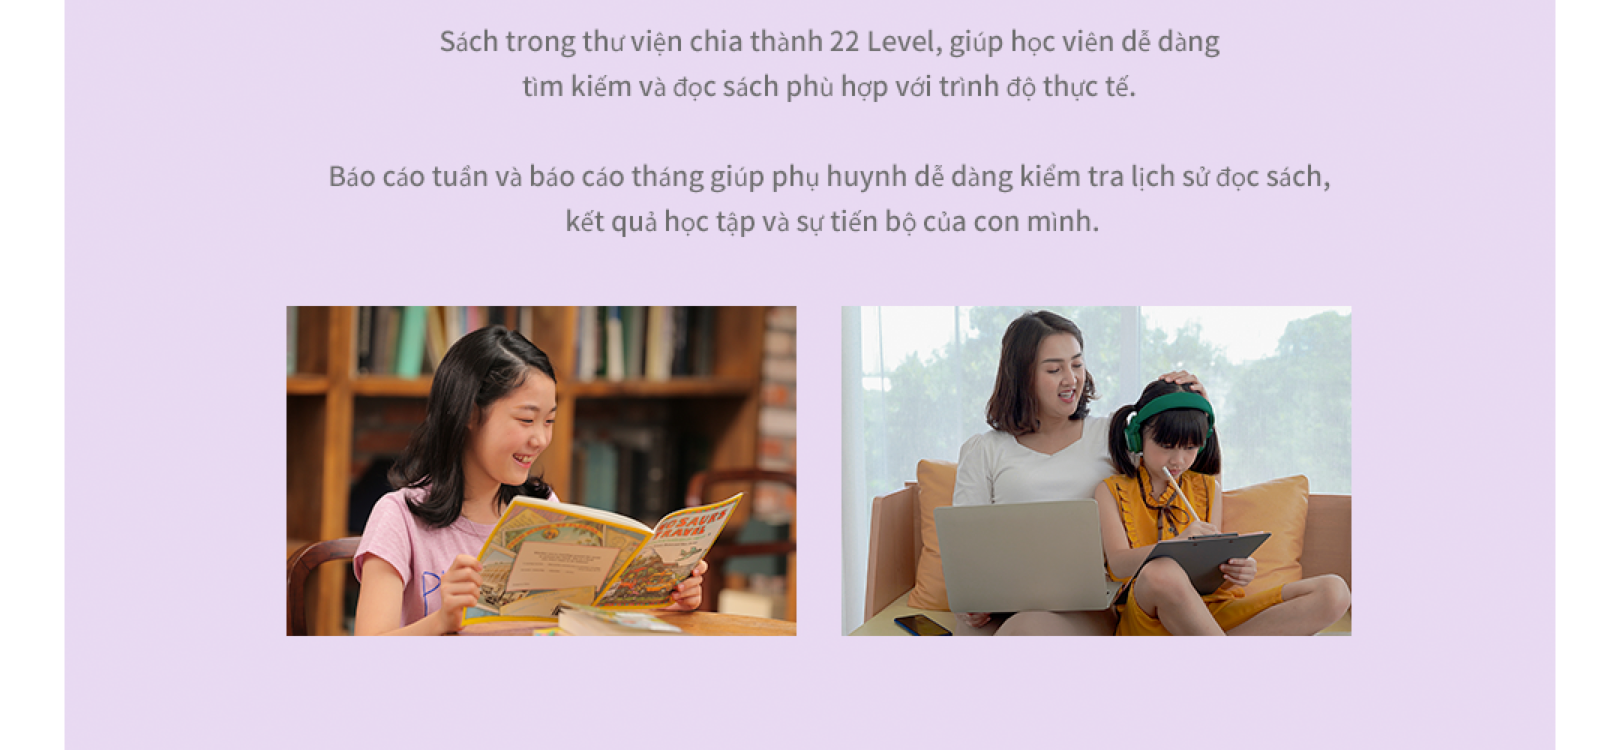 Sách trong thư viện chia thành 22 Level, giúp học viên dễ dàng
tìm kiếm và đọc sách phù hợp với trình độ thực tế.
Báo cáo tuần và báo cáo tháng giúp phụ huynh dễ dàng kiểm tra lịch sử đọc sách,
kết quả học tập và sự tiến bộ của con mình.
TRAVEL